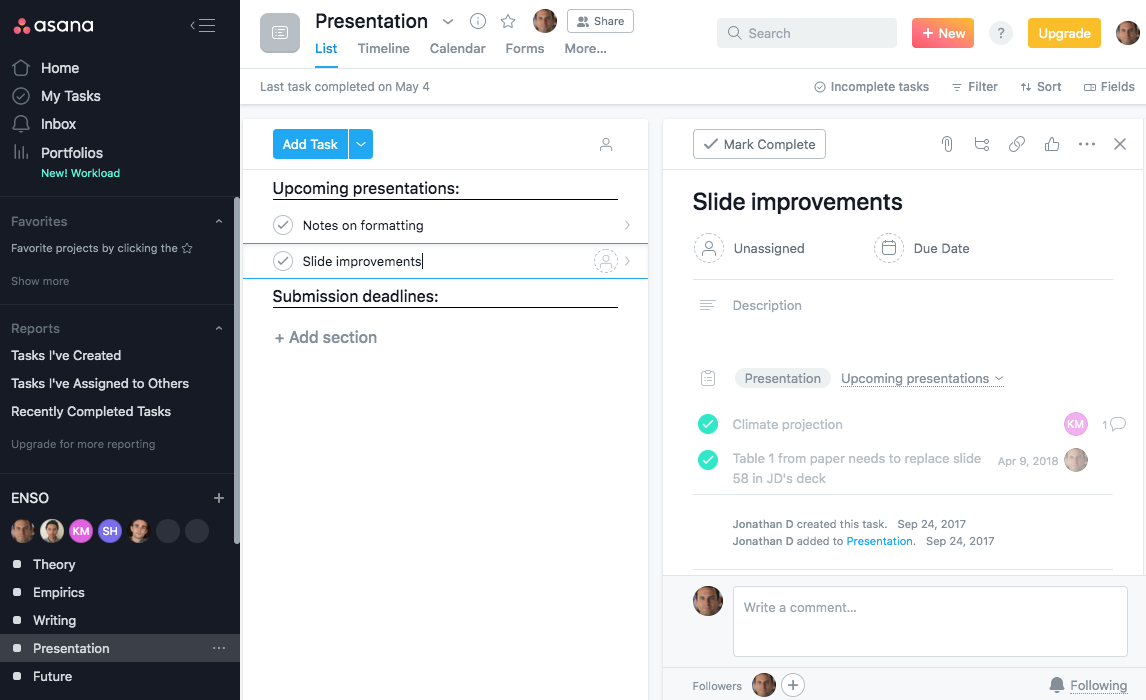 asana
Home
My Tasks
Inbox
Portfolios
New! Workload
Favorites
Favorite projects by clicking the
Show more
Reports
Tasks I've Created
Tasks I've Assigned to Others
Recently Completed Tasks
Upgrade for more reporting
ENSO +
KM SH
Theory
Empirics
Writing
Presentation ...
Future
Presentation
Share
List Timeline Calendar Forms More...
Search
+ New
?
Upgrade
Last task completed on May 4
Incomplete tasks Filter Sort Fields
Add Task
Upcoming presentations:
Notes on formatting
Slide improvements
Submission deadlines:
+ Add section
Mark Complete
Slide improvements
Unassigned Due Date
Description
Presentation Upcoming presentations
Climate projection KM 1
Table 1 from paper needs to replace slide Apr 9, 2018
58 in JD's deck
Jonathan D created this task. Sep 24, 2017
Jonathan D added to Presentation. Sep 24, 2017
Write a comment...
Followers + Following